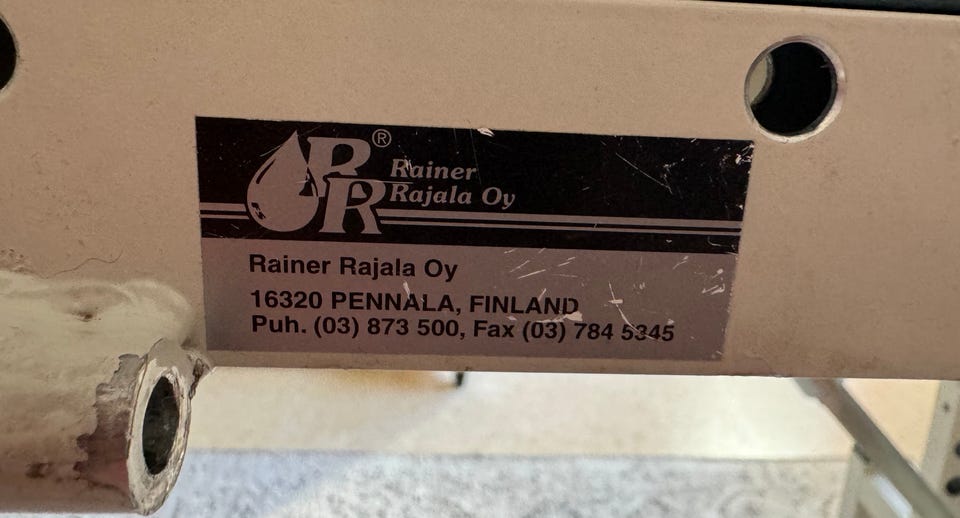 RR®
Rainer
Rajala Oy
Rainer Rajala Oy
16320 PENNALA, FINLAND
Puh. (03) 873 500, Fax (03) 784 5345